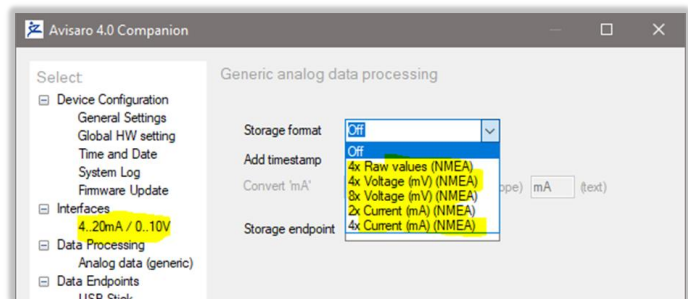 Avisaro 4.0 Companion
Select:
Device Configuration
General Settings
Global HW setting
Time and Date
System Log
Firmware Update
Interfaces
4..20mA / 0..10V
Data Processing
Analog data (generic)
Data Endpoints
USB Stick
Generic analog data processing
Storage format Off
Off
4x Raw values (NMEA)
4x Voltage (mV) (NMEA)
8x Voltage (mV) (NMEA)
2x Current (mA) (NMEA)
4x Current (mA) (NMEA)
Add timestamp
Convert 'mA' mA (text)
Storage endpoint